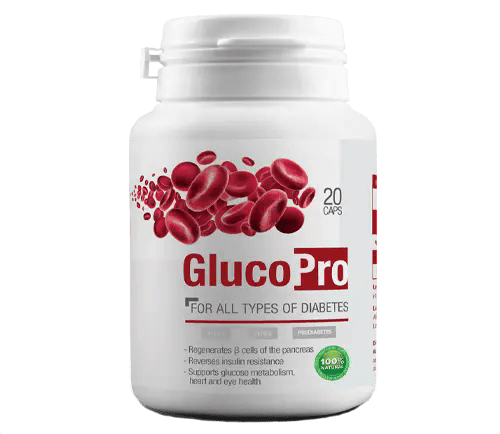 20
CAPS
GlucoPro
FOR ALL TYPES OF DIABETES
PREDIABETES
- Regenerates β cells of the pancreas
- Reverses insulin resistance
- Supports glucose metabolism,
heart and eye health
100%
NATURAL